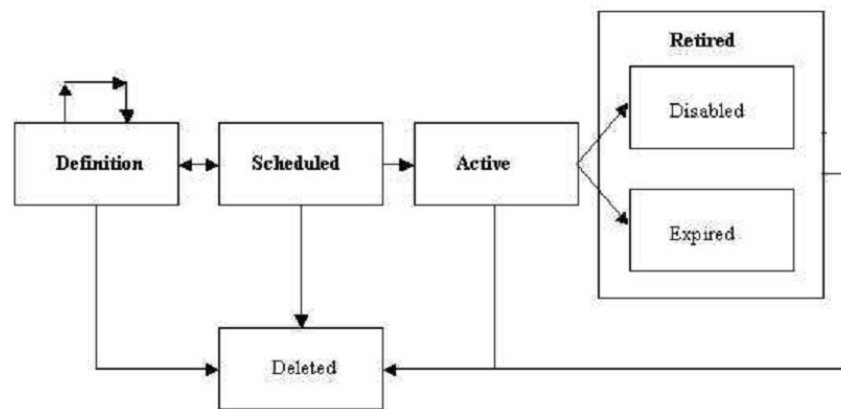 Retired
Disabled
Definition
Scheduled
Active
Expired
Deleted